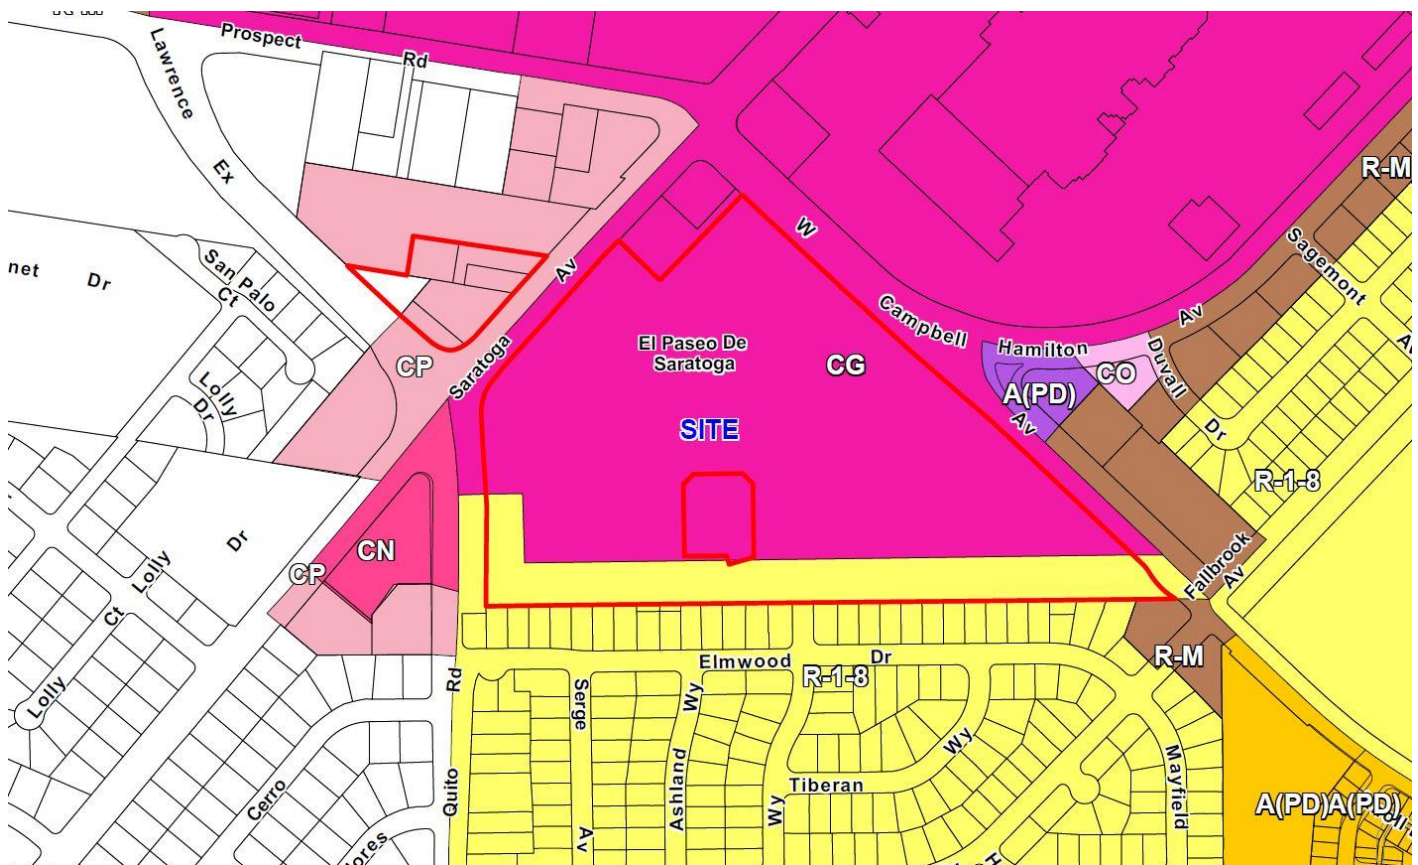 Prospect
Rd
Lawrence
Ex
R-M
Sagemont
net Dr
San Palo
Ct
Av
W
Campbell
Av
Hamilton
Duvall
Dr
Av
El Paseo De
Saratoga
CG
CP
Saratoga
CO
A(PD)
Av
Lolly
Dr
SITE
R-1-8
Dr
CN
Lolly
CP
Ct
Fallbrook
Av
Lolly
Elmwood Dr
R-1-8
R-M
Rd
Quito
Serge
Av
Wy
Ashland
Wy
Tiberan
Wy
Mayfield
Cerro
A(PD)
A(PD)
ores
H